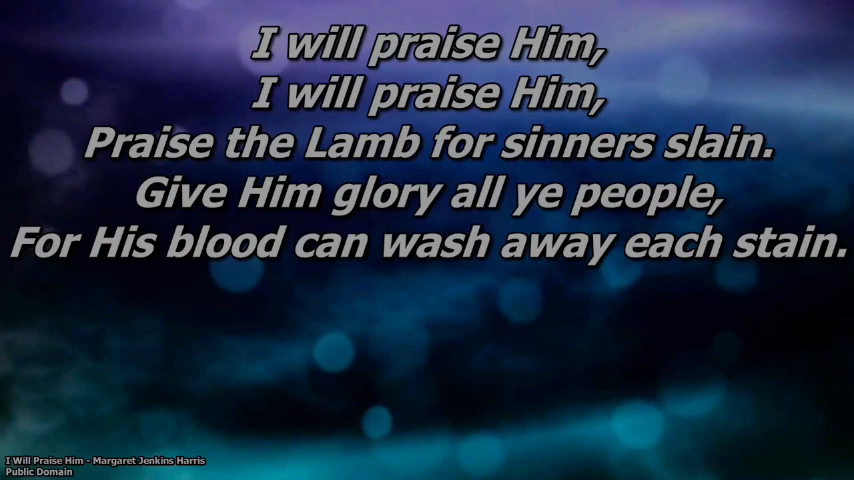 I will praise Him,
I will praise Him,
Praise the Lamb for sinners slain.
Give Him glory all ye people,
For His blood can wash away each stain.
I Will Praise Him - Margaret Jenkins Harris
Public Domain